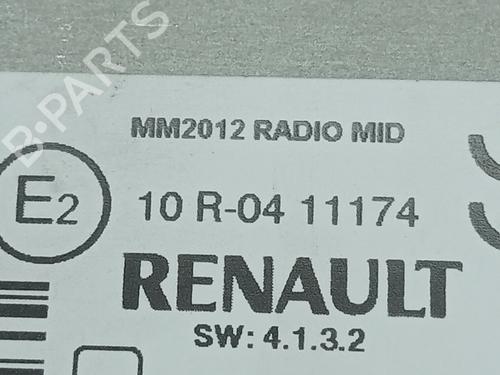 B-PARTS
MM2012 RADIO MID
E2
10 R-04 11174
RENAULT
SW: 4.1.3.2